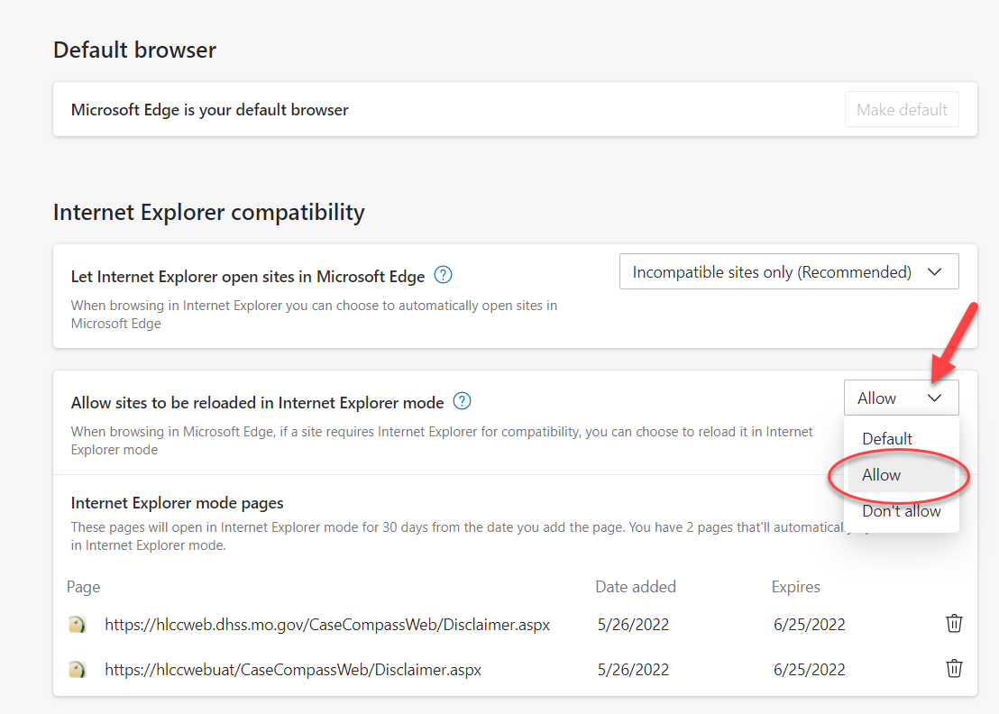 Default browser
Microsoft Edge is your default browser
Make default
Internet Explorer compatibility
Let Internet Explorer open sites in Microsoft Edge
?
Incompatible sites only (Recommended)
When browsing in Internet Explorer you can choose to automatically open sites in
Microsoft Edge
Allow sites to be reloaded in Internet Explorer mode
?
Allow
When browsing in Microsoft Edge, if a site requires Internet Explorer for compatibility, you can choose to reload it in Internet
Explorer mode
Default
Allow
Don't allow
Internet Explorer mode pages
These pages will open in Internet Explorer mode for 30 days from the date you add the page. You have 2 pages that'll automatically
in Internet Explorer mode.
Page Date added Expires
https://hlccweb.dhss.mo.gov/CaseCompassWeb/Disclaimer.aspx 5/26/2022 6/25/2022
https://hlccwebuat/CaseCompassWeb/Disclaimer.aspx 5/26/2022 6/25/2022